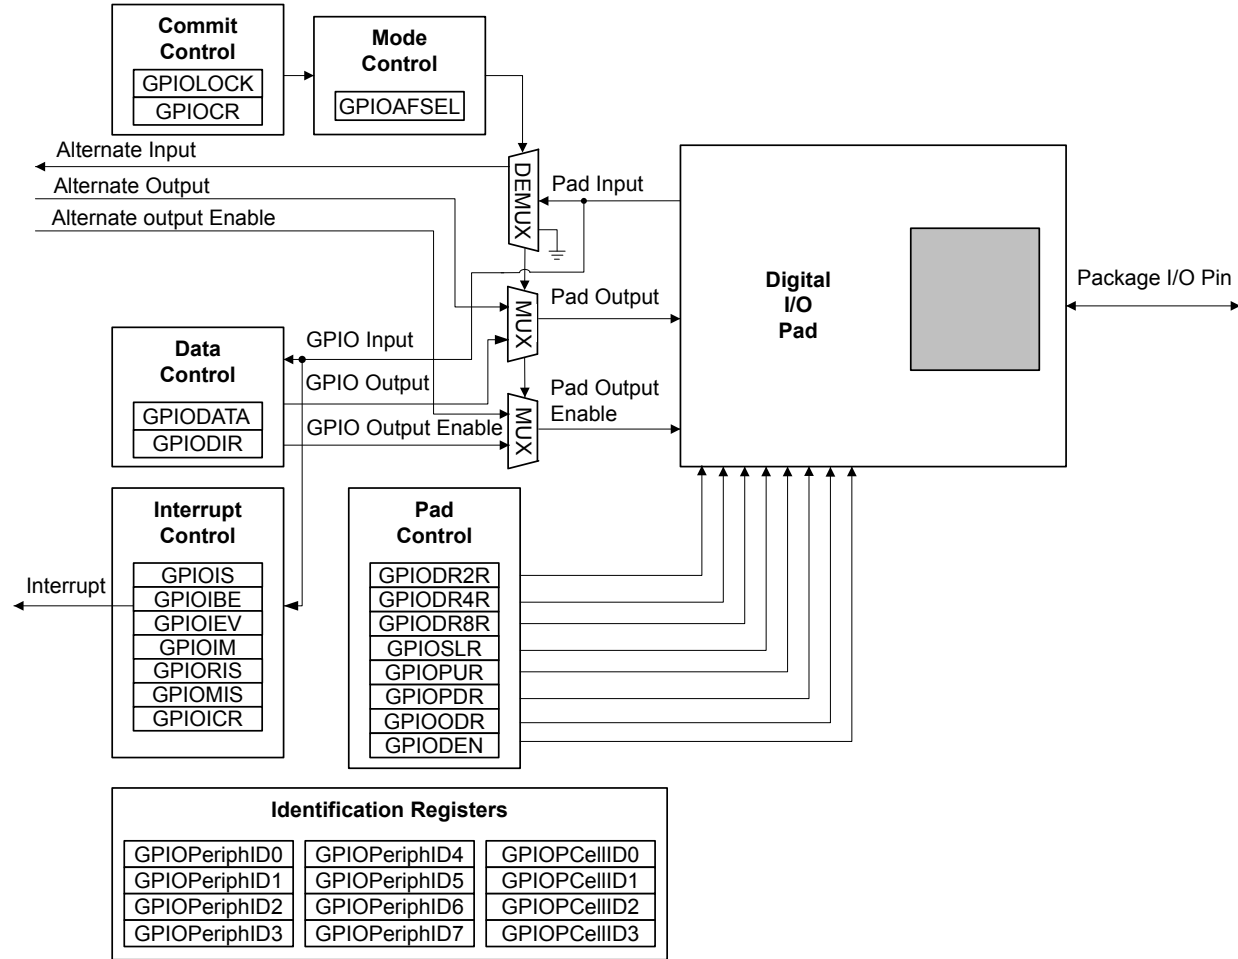 Commit
Control
GPIOLOCK
GPIOCR
Mode
Control
GPIOAFSEL
Alternate Input
Alternate Output
Alternate output Enable
DEMUX
Pad Input
MUX
Pad Output
MUX
Pad Output
Enable
Digital
I/O
Pad
Package I/O Pin
Data
Control
GPIODATA
GPIODIR
GPIO Input
GPIO Output
GPIO Output Enable
Interrupt
Control
GPIOIS
GPIOIBE
GPIOIEV
GPIOIM
GPIORIS
GPIOMIS
GPIOICR
Interrupt
Pad
Control
GPIODR2R
GPIODR4R
GPIODR8R
GPIOSLR
GPIOPUR
GPIOPDR
GPIOODR
GPIODEN
Identification Registers
GPIOPeriphID0
GPIOPeriphID1
GPIOPeriphID2
GPIOPeriphID3
GPIOPeriphID4
GPIOPeriphID5
GPIOPeriphID6
GPIOPeriphID7
GPIOPCellID0
GPIOPCellID1
GPIOPCellID2
GPIOPCellID3